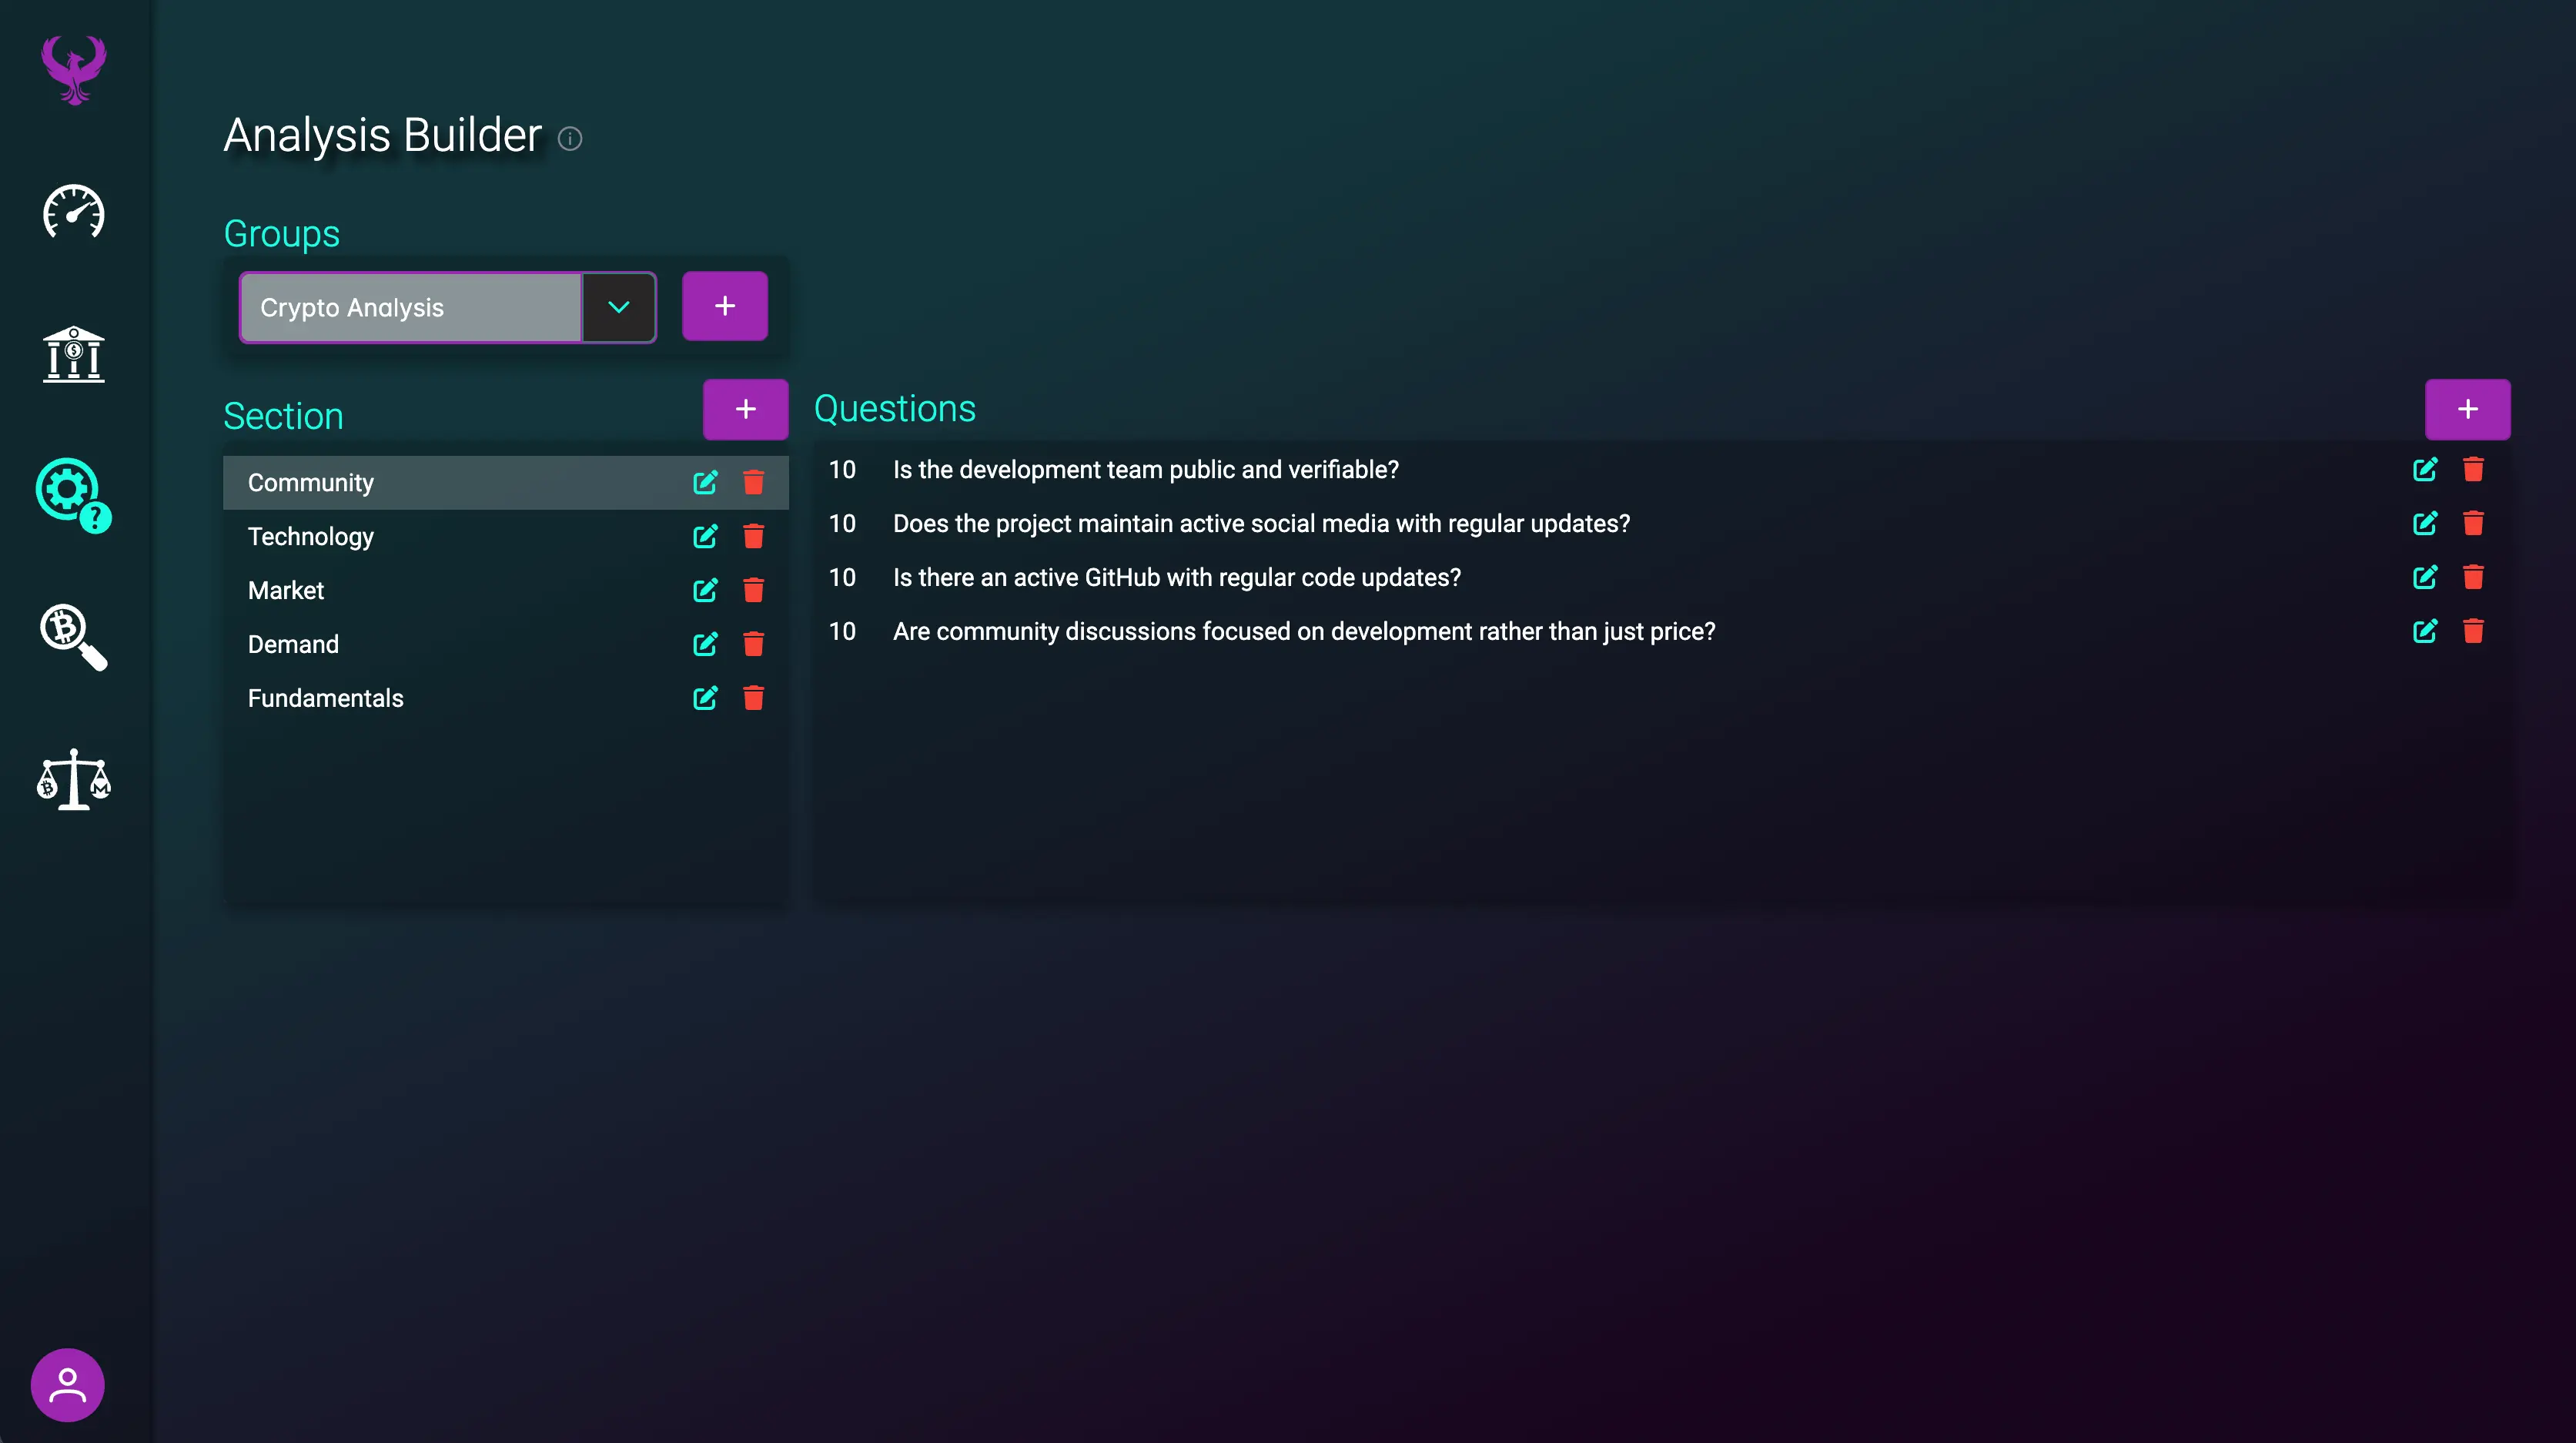 Analysis Builder
Groups
Crypto Analysis
+
Section
+
Questions
+
Community
Technology
Market
Demand
Fundamentals
10 Is the development team public and verifiable?
10 Does the project maintain active social media with regular updates?
10 Is there an active GitHub with regular code updates?
10 Are community discussions focused on development rather than just price?